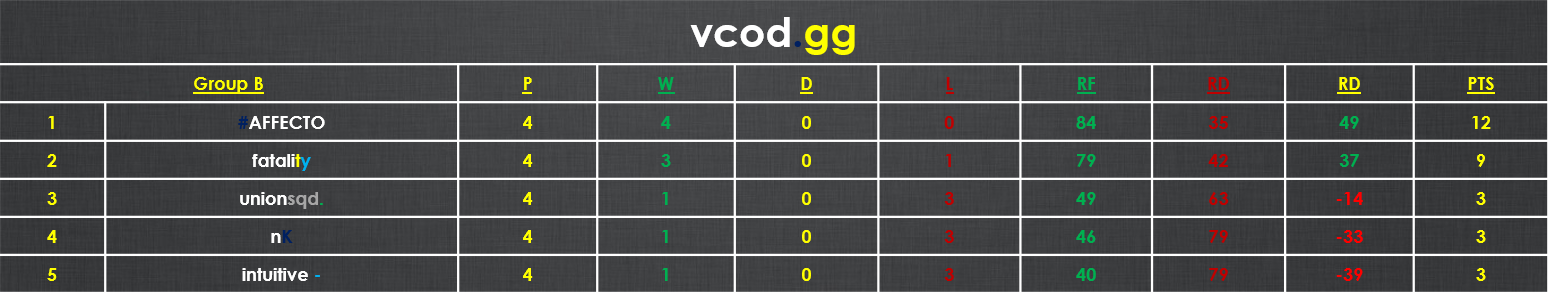 vcod.gg
Group B P W D L RF RD RD PTS
1 #AFFECTO 4 4 0 0 84 35 49 12
2 fatality 4 3 0 1 79 42 37 9
3 unionsqd. 4 1 0 3 49 63 -14 3
4 nK 4 1 0 3 46 79 -33 3
5 intuitive - 4 1 0 3 40 79 -39 3